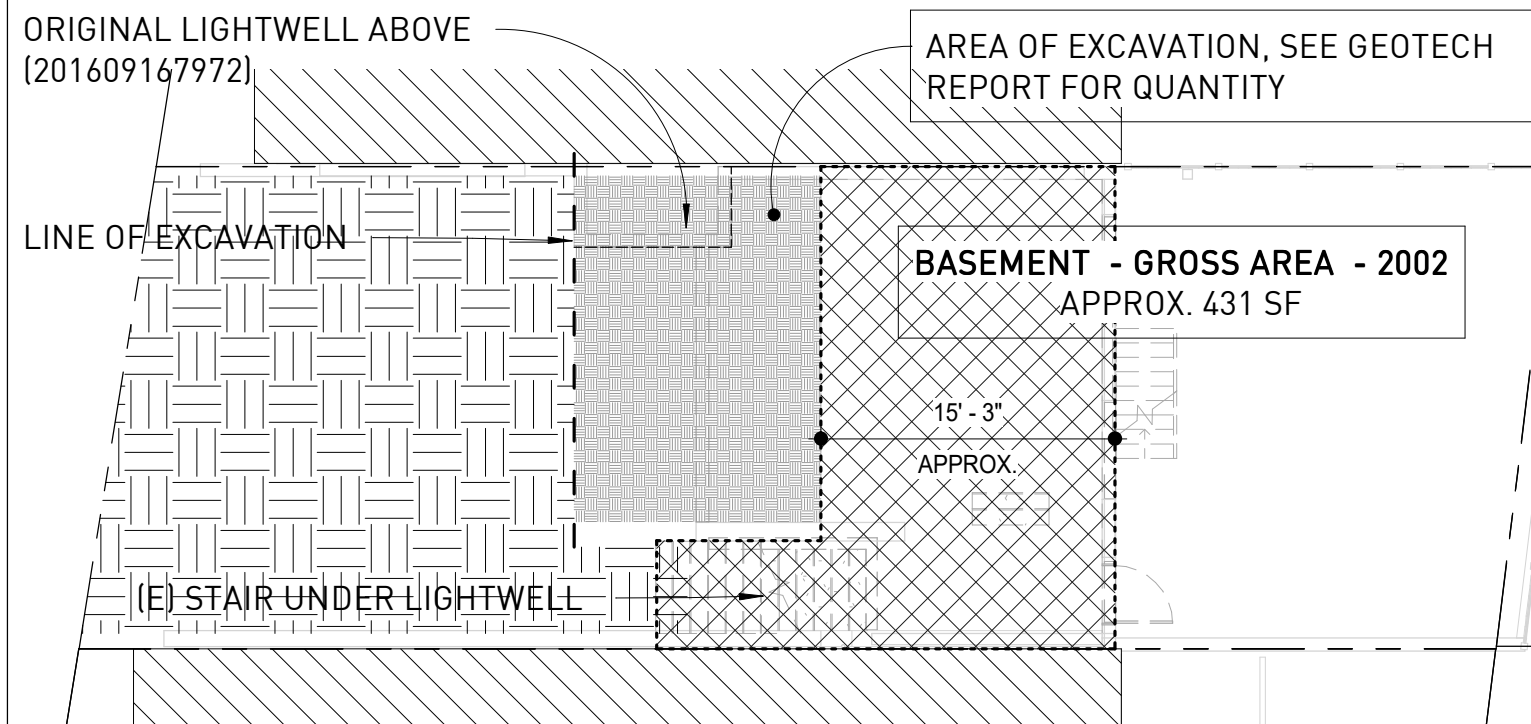 ORIGINAL LIGHTWELL ABOVE
(201609167972)
AREA OF EXCAVATION, SEE GEOTECH
REPORT FOR QUANTITY
LINE OF EXCAVATION
BASEMENT - GROSS AREA - 2002
APPROX. 431 SF
15' - 3"
APPROX.
(E) STAIR UNDER LIGHTWELL